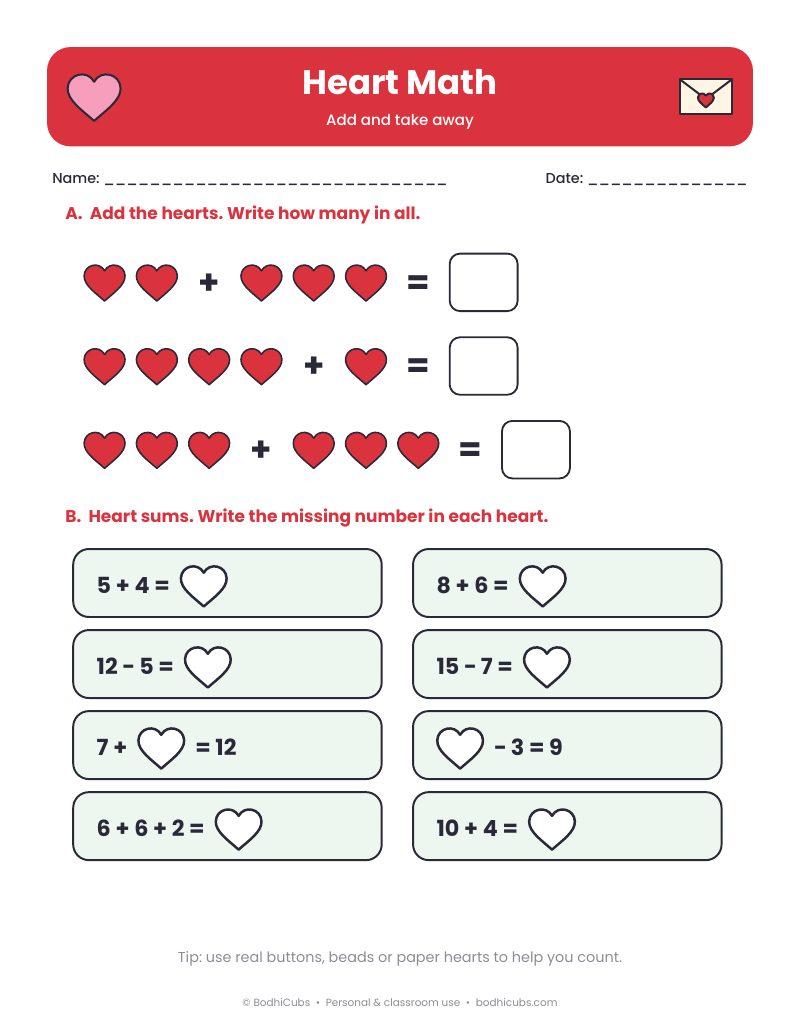 Heart Math
Add and take away
Name: _ _ _ _ _ _ _ _ _ _ _ _ _ _ _ _ _ _ _ _ _ _ _ _ _ _ _ _ _ Date: _ _ _ _ _ _ _ _ _ _ _ _ _
A. Add the hearts. Write how many in all.
+ =
+ =
+ =
B. Heart sums. Write the missing number in each heart.
5 + 4 =
8 + 6 =
12 – 5 =
15 – 7 =
7 + = 12
– 3 = 9
6 + 6 + 2 =
10 + 4 =
Tip: use real buttons, beads or paper hearts to help you count.
© BodhiCubs • Personal & classroom use • bodhicubs.com